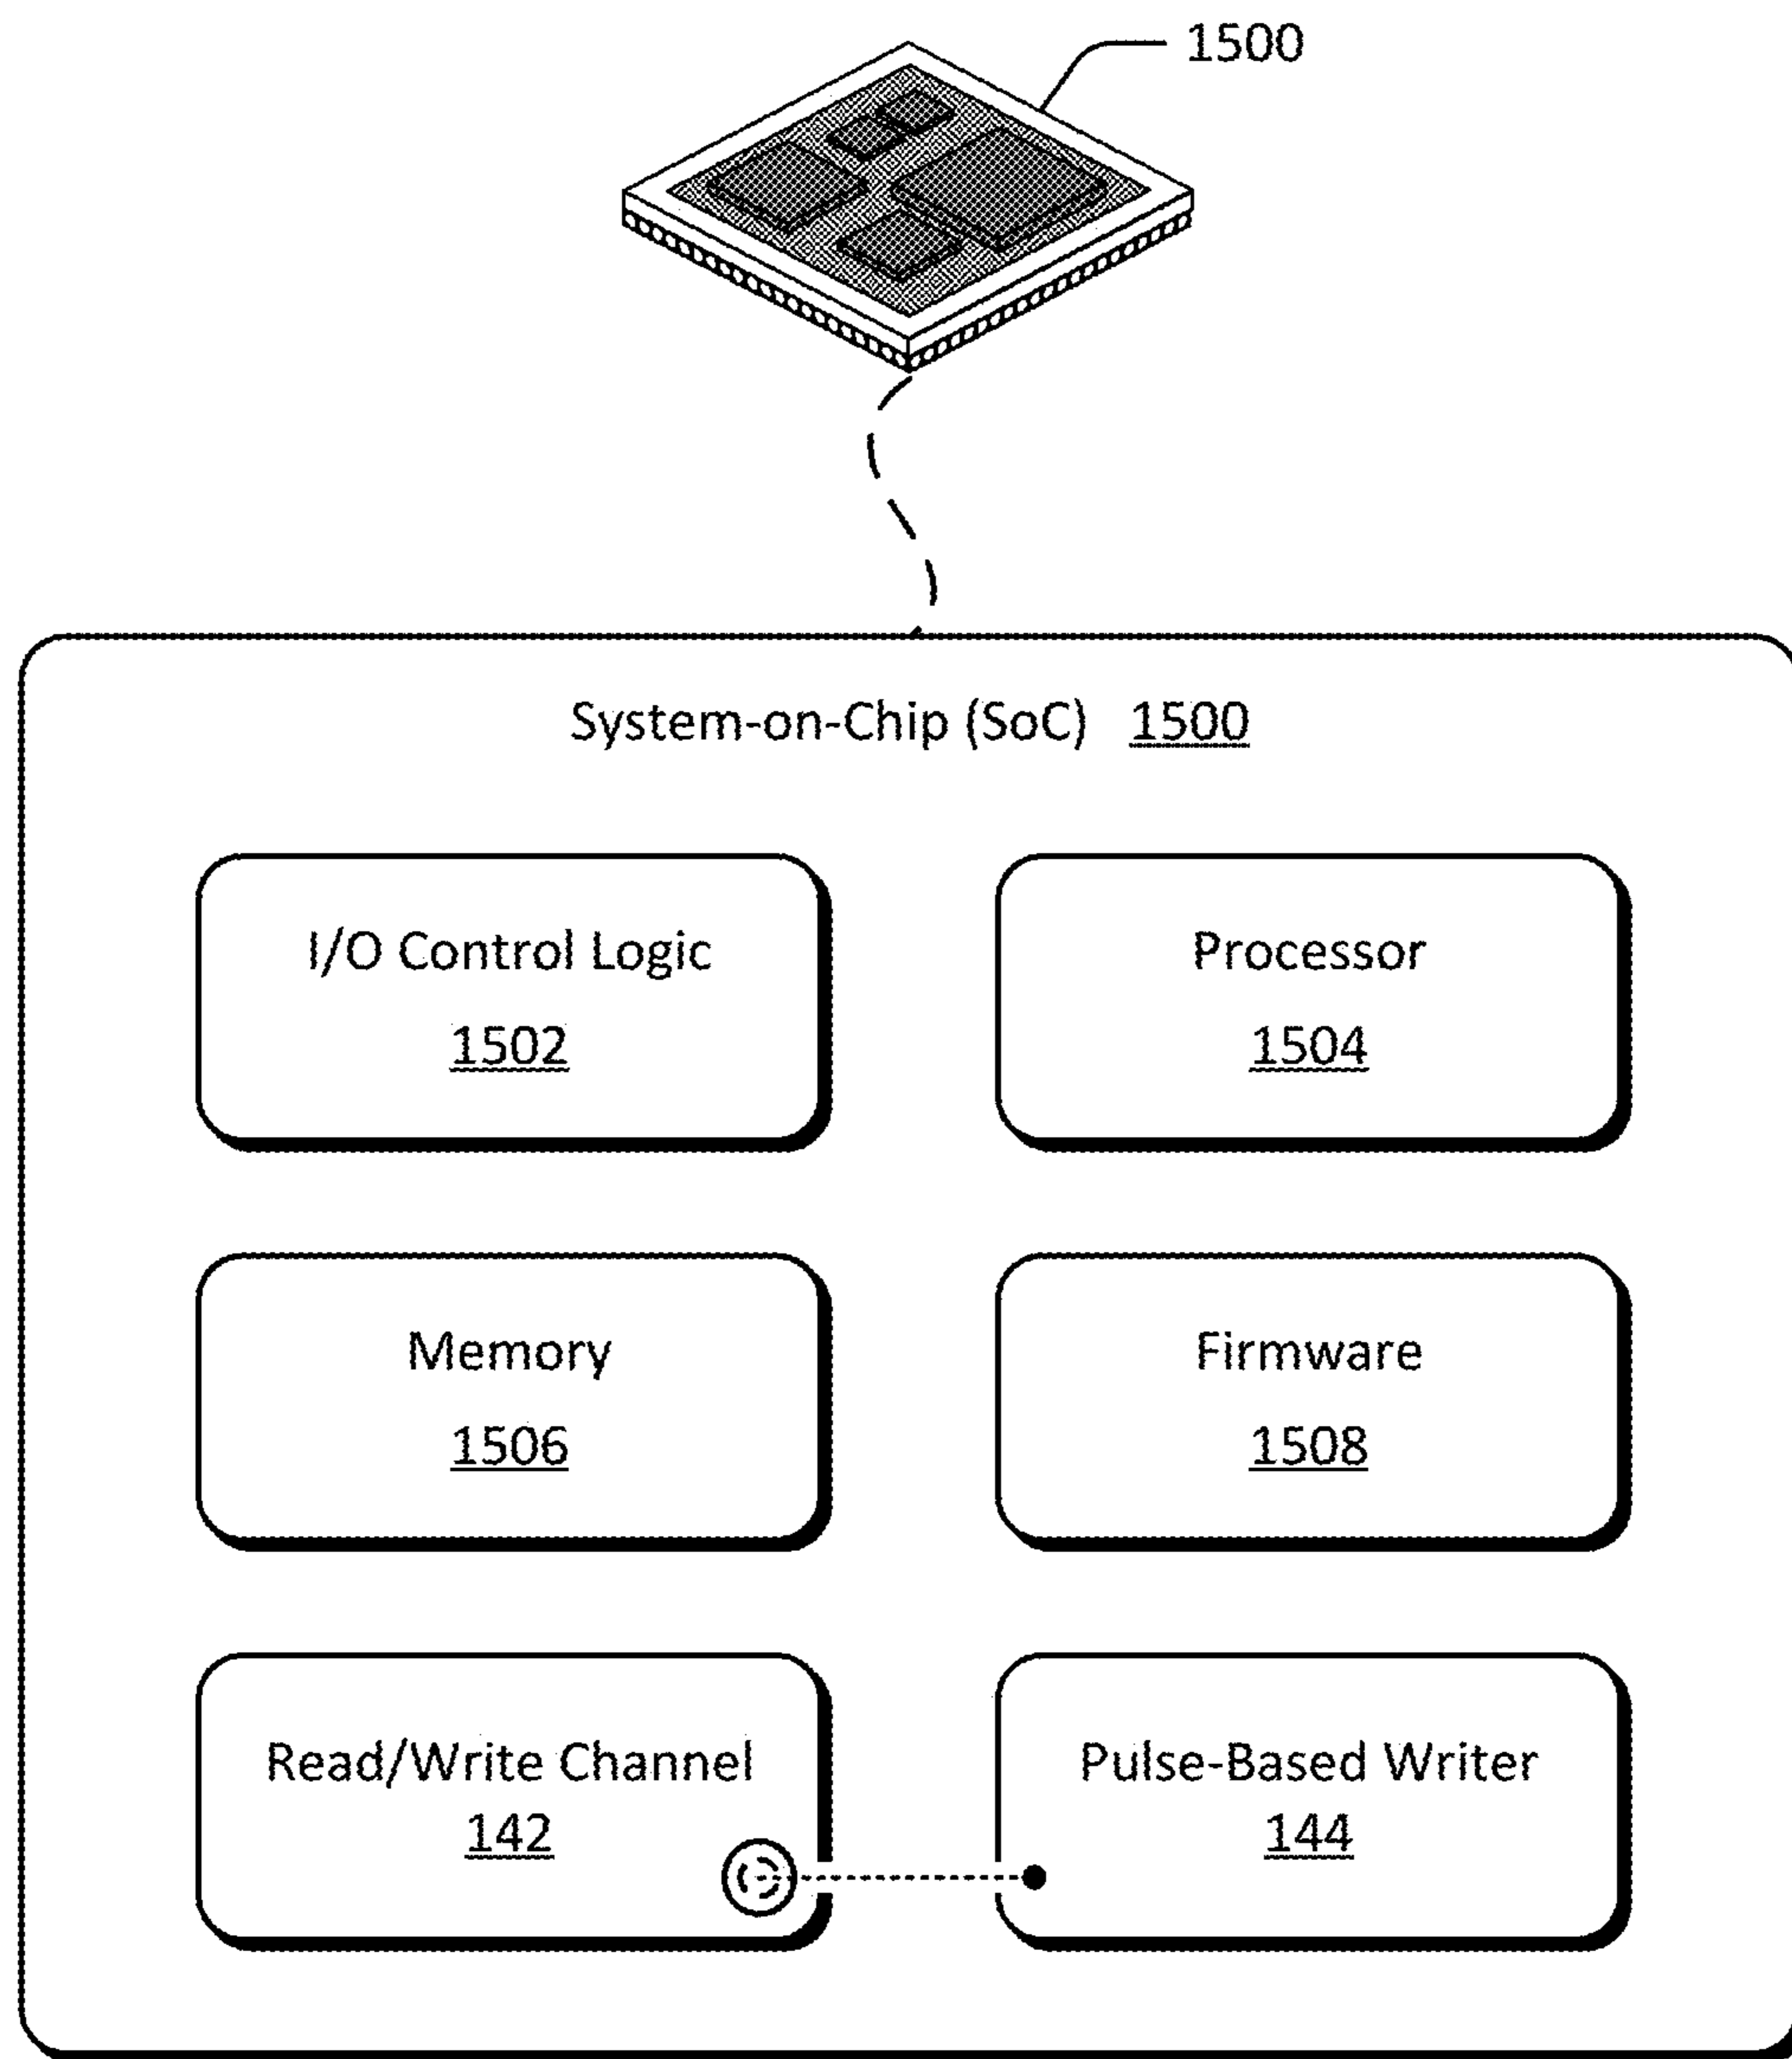 1500
System-on-Chip (SoC) 1500
I/O Control Logic
1502
Processor
1504
Memory
1506
Firmware
1508
Read/Write Channel
142
Pulse-Based Writer
144